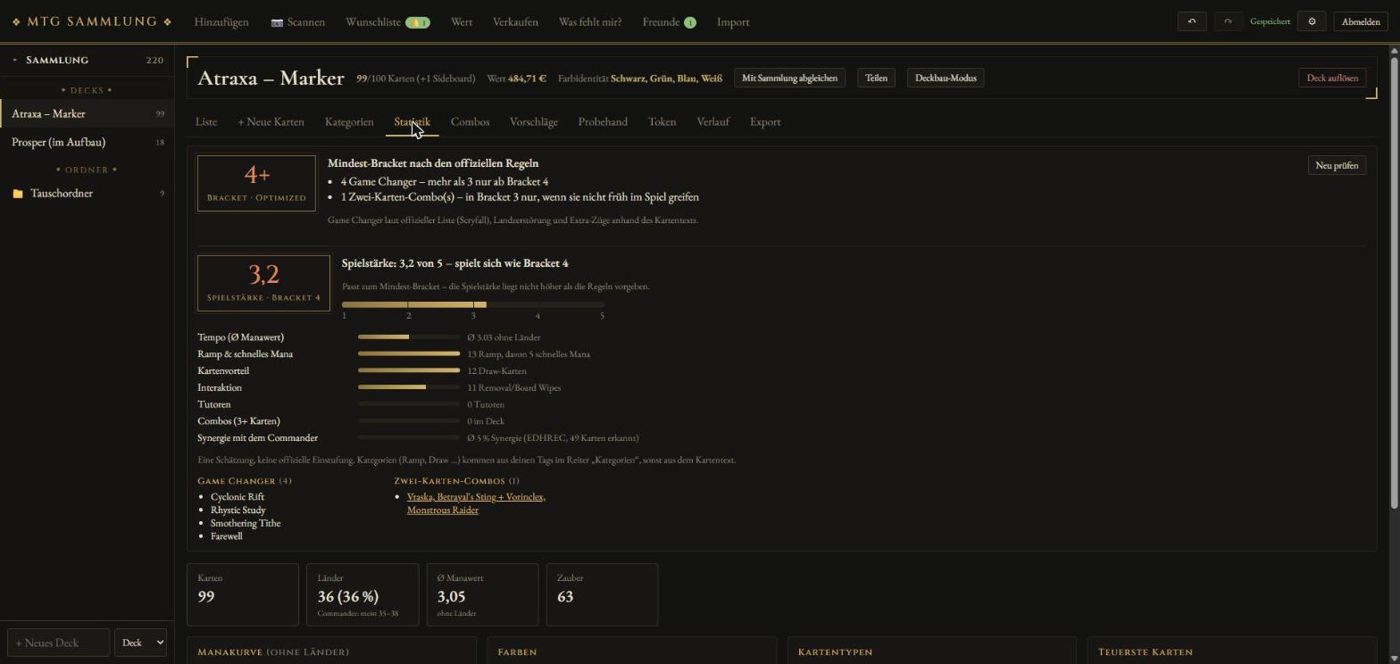 MTG SAMMLUNG
Hinzufügen
Scannen
Wunschliste 1
Wert
Verkaufen
Was fehlt mir?
Freunde 1
Import
Gespeichert
Abmelden
SAMMLUNG 220
DECKS
Atraxa – Marker 99
Prosper (im Aufbau) 18
ORDNER
Tauschordner 9
+ Neues Deck
Deck
Atraxa – Marker
99/100 Karten (+1 Sideboard)
Wert 484,71 €
Farbidentität Schwarz, Grün, Blau, Weiß
Mit Sammlung abgleichen
Teilen
Deckbau-Modus
Deck auflösen
Liste
+ Neue Karten
Kategorien
Statistik
Combos
Vorschläge
Probehand
Token
Verlauf
Export
4+
BRACKET · OPTIMIZED
Mindest-Bracket nach den offiziellen Regeln
• 4 Game Changer – mehr als 3 nur ab Bracket 4
• 1 Zwei-Karten-Combo(s) – in Bracket 3 nur, wenn sie nicht früh im Spiel greifen
Game Changer laut offizieller Liste (Scryfall), Landzerstörung und Extra-Züge anhand des Kartentexts.
Neu prüfen
3,2
SPIELSTÄRKE · BRACKET 4
Spielstärke: 3,2 von 5 – spielt sich wie Bracket 4
Passt zum Mindest-Bracket – die Spielstärke liegt nicht höher als die Regeln vorgeben.
1 2 3 4 5
Tempo (Ø Manawert) Ø 3.03 ohne Länder
Ramp & schnelles Mana 13 Ramp, davon 5 schnelles Mana
Kartenvorteil 12 Draw-Karten
Interaktion 11 Removal/Board Wipes
Tutoren 0 Tutoren
Combos (3+ Karten) 0 im Deck
Synergie mit dem Commander Ø 5 % Synergie (EDHREC, 49 Karten erkannt)
Eine Schätzung, keine offizielle Einstufung. Kategorien (Ramp, Draw …) kommen aus deinen Tags im Reiter „Kategorien“, sonst aus dem Kartentext.
GAME CHANGER (4)
• Cyclonic Rift
• Rhystic Study
• Smothering Tithe
• Farewell
ZWEI-KARTEN-COMBOS (1)
• Vraska, Betrayal's Sting + Vorinclex,
Monstrous Raider
Karten
99
Länder
36 (36 %)
Commander: meist 35–38
Ø Manawert
3,05
ohne Länder
Zauber
63
MANAKURVE (OHNE LÄNDER)
FARBEN
KARTENTYPEN
TEUERSTE KARTEN